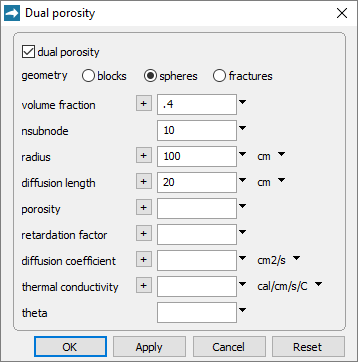 Dual porosity
dual porosity
geometry blocks spheres fractures
volume fraction + .4
nsubnode 10
radius + 100 cm
diffusion length + 20 cm
porosity +
retardation factor +
diffusion coefficient + cm2/s
thermal conductivity + cal/cm/s/C
theta
OK Apply Cancel Reset